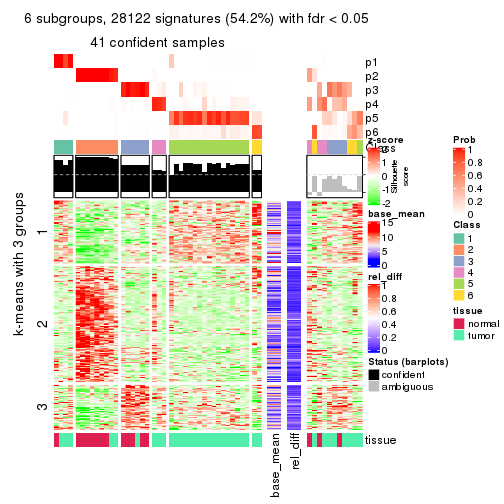 6 subgroups, 28122 signatures (54.2%) with fdr < 0.05
41 confident samples
p1
p2
p3
p4
p5
p6
Class
k-means with 3 groups
1
2
3
Silhouette
score
z-score
2
1
0
-1
-2
base_mean
15
10
5
0
rel_diff
1
0.8
0.6
0.4
0.2
0
Status (barplots)
confident
ambiguous
Prob
1
0.8
0.6
0.4
0.2
0
Class
1
2
3
4
5
6
tissue
normal
tumor
tissue
base_mean
rel_diff